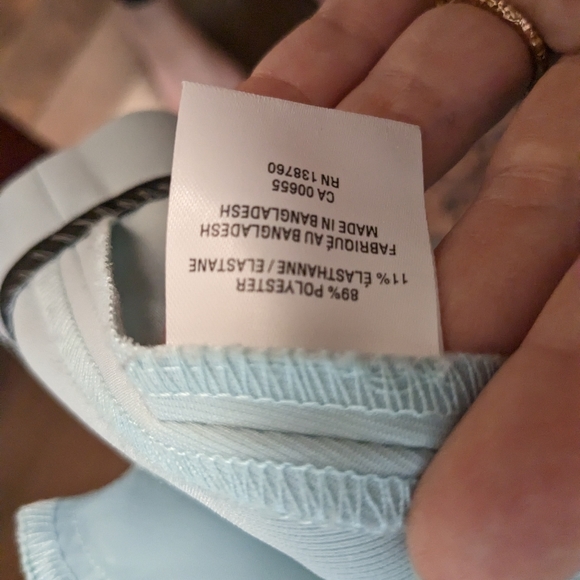 89% POLYESTER
11% ÉLASTHANNE / ELASTANE
FABRIQUÉ AU BANGLADESH
MADE IN BANGLADESH
CA 00655
RN 138760